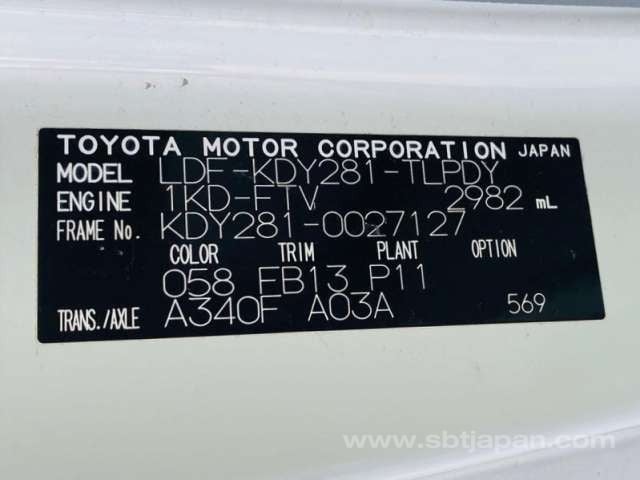 TOYOTA MOTOR CORPORATION JAPAN
MODEL LDF-KDY281-TLPDY
ENGINE 1KD-FTV 2982 mL
FRAME No. KDY281-0027127
COLOR TRIM PLANT OPTION
058 FB13 P11
TRANS./AXLE A340F A03A 569
www.sbtjapan.com